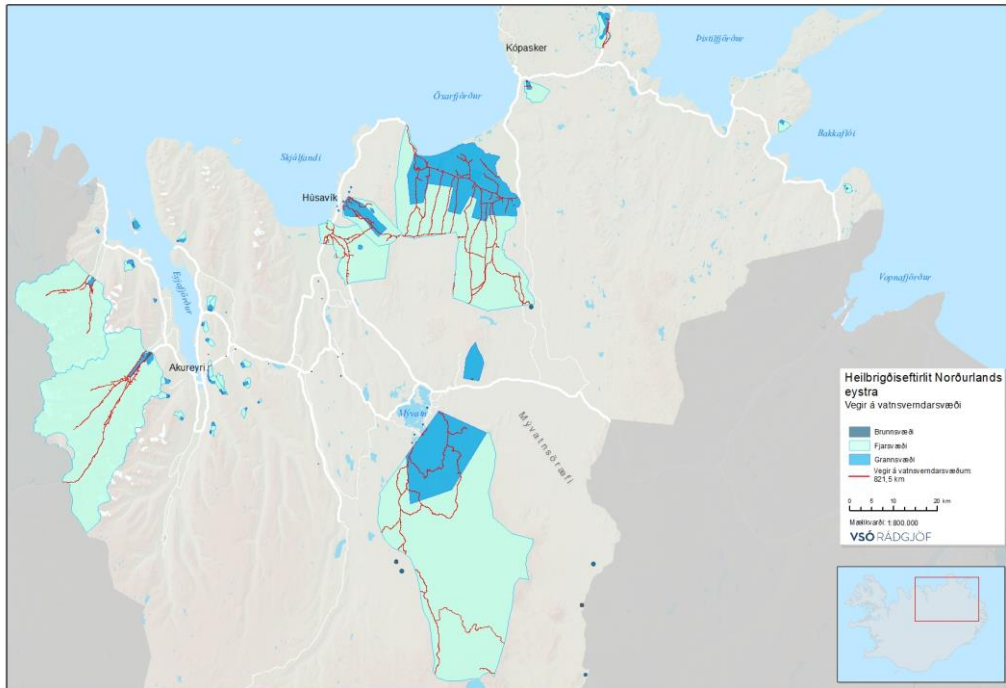 Kópasker
Þistilfjörður
Öxarfjörður
Bakkaflói
Skjálfandi
Húsavík
Vopnafjörður
Eyjafjörður
Akureyri
Mývatn
Mývatnsöræfi
Heilbrigðiseftirlit Norðurlands
eystra
Vegir á vatnsverndarsvæði
Brunnsvæði
Fjarsvæði
Grannsvæði
Vegir á vatnsverndarsvæðum:
821,5 km
0 5 10 20 km
Mælikvarði: 1:800.000
VSÓ RÁÐGJÖF